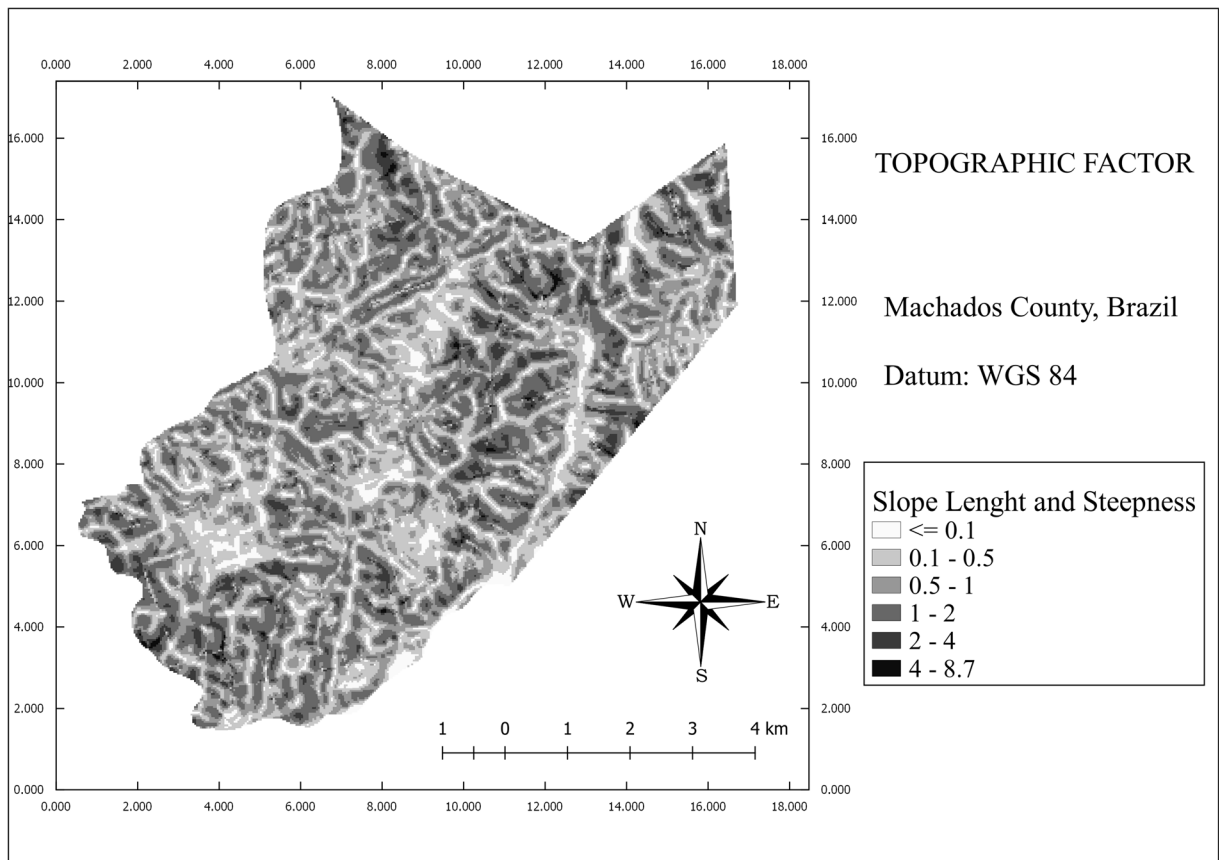 0.000 2.000 4.000 6.000 8.000 10.000 12.000 14.000 16.000 18.000
16.000 16.000
TOPOGRAPHIC FACTOR
14.000 14.000
12.000 12.000
Machados County, Brazil
10.000 10.000
Datum: WGS 84
8.000 8.000
Slope Lenght and Steepness
<= 0.1
0.1 - 0.5
0.5 - 1
1 - 2
2 - 4
4 - 8.7
6.000 6.000
N
W E
S
4.000 4.000
2.000 2.000
1 0 1 2 3 4 km
0.000 0.000
0.000 2.000 4.000 6.000 8.000 10.000 12.000 14.000 16.000 18.000